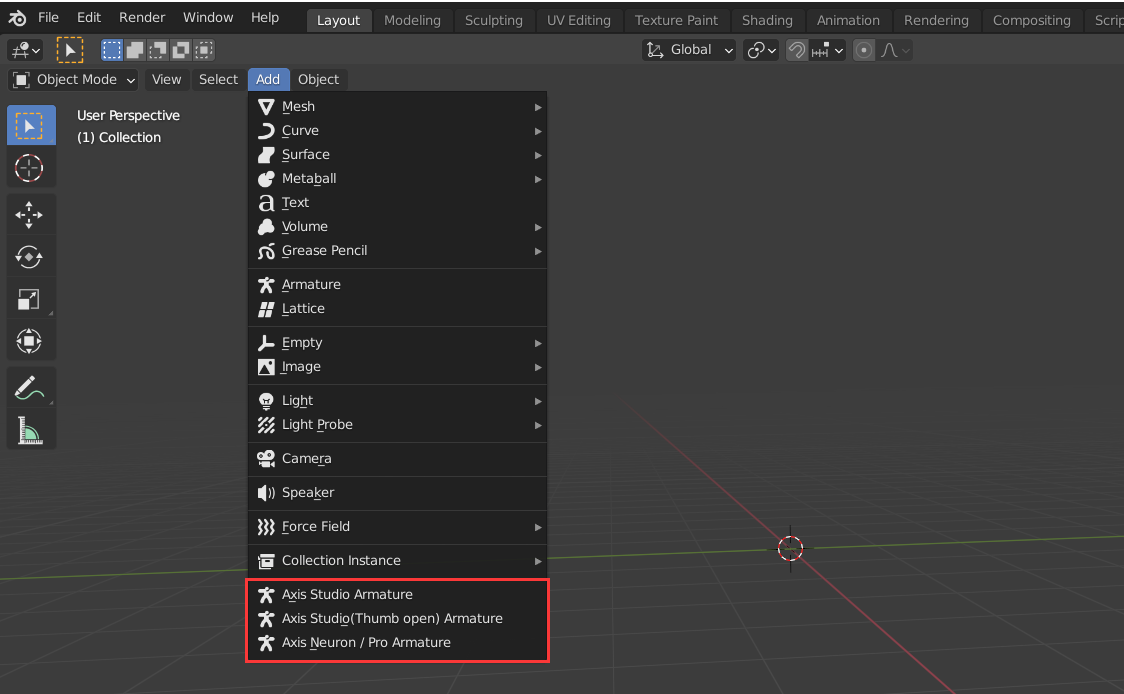 File Edit Render Window Help Layout Modeling Sculpting UV Editing Texture Paint Shading Animation Rendering Compositing Scrip
Global
Object Mode View Select Add Object
User Perspective
(1) Collection
Mesh
Curve
Surface
Metaball
Text
Volume
Grease Pencil
Armature
Lattice
Empty
Image
Light
Light Probe
Camera
Speaker
Force Field
Collection Instance
Axis Studio Armature
Axis Studio(Thumb open) Armature
Axis Neuron / Pro Armature